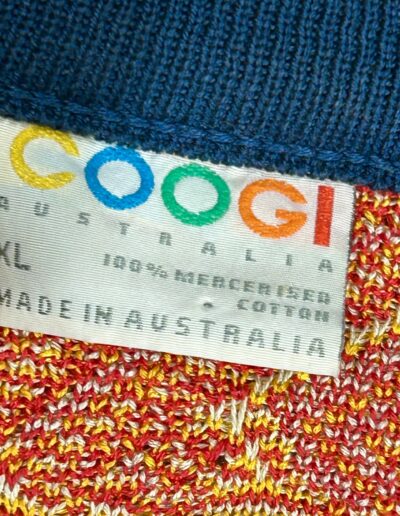 COOGI
AUSTRALIA
XL
100% MERCERISED
COTTON
MADE IN AUSTRALIA